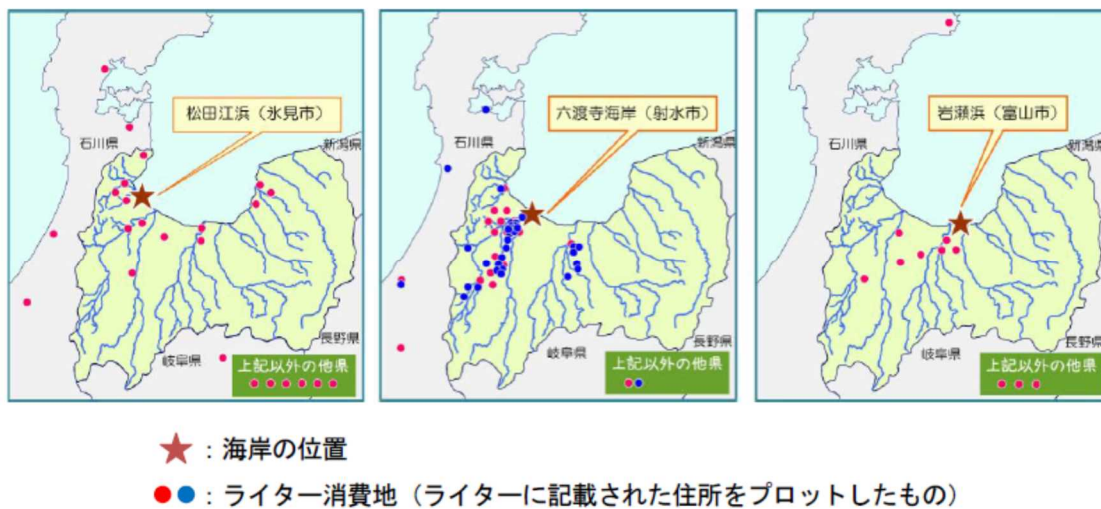 松田江浜（氷見市）
石川県
新潟県
長野県
岐阜県
上記以外の他県
六渡寺海岸（射水市）
石川県
新潟県
長野県
岐阜県
上記以外の他県
岩瀬浜（富山市）
石川県
新潟県
長野県
岐阜県
上記以外の他県
★：海岸の位置
●●：ライター消費地（ライターに記載された住所をプロットしたもの）